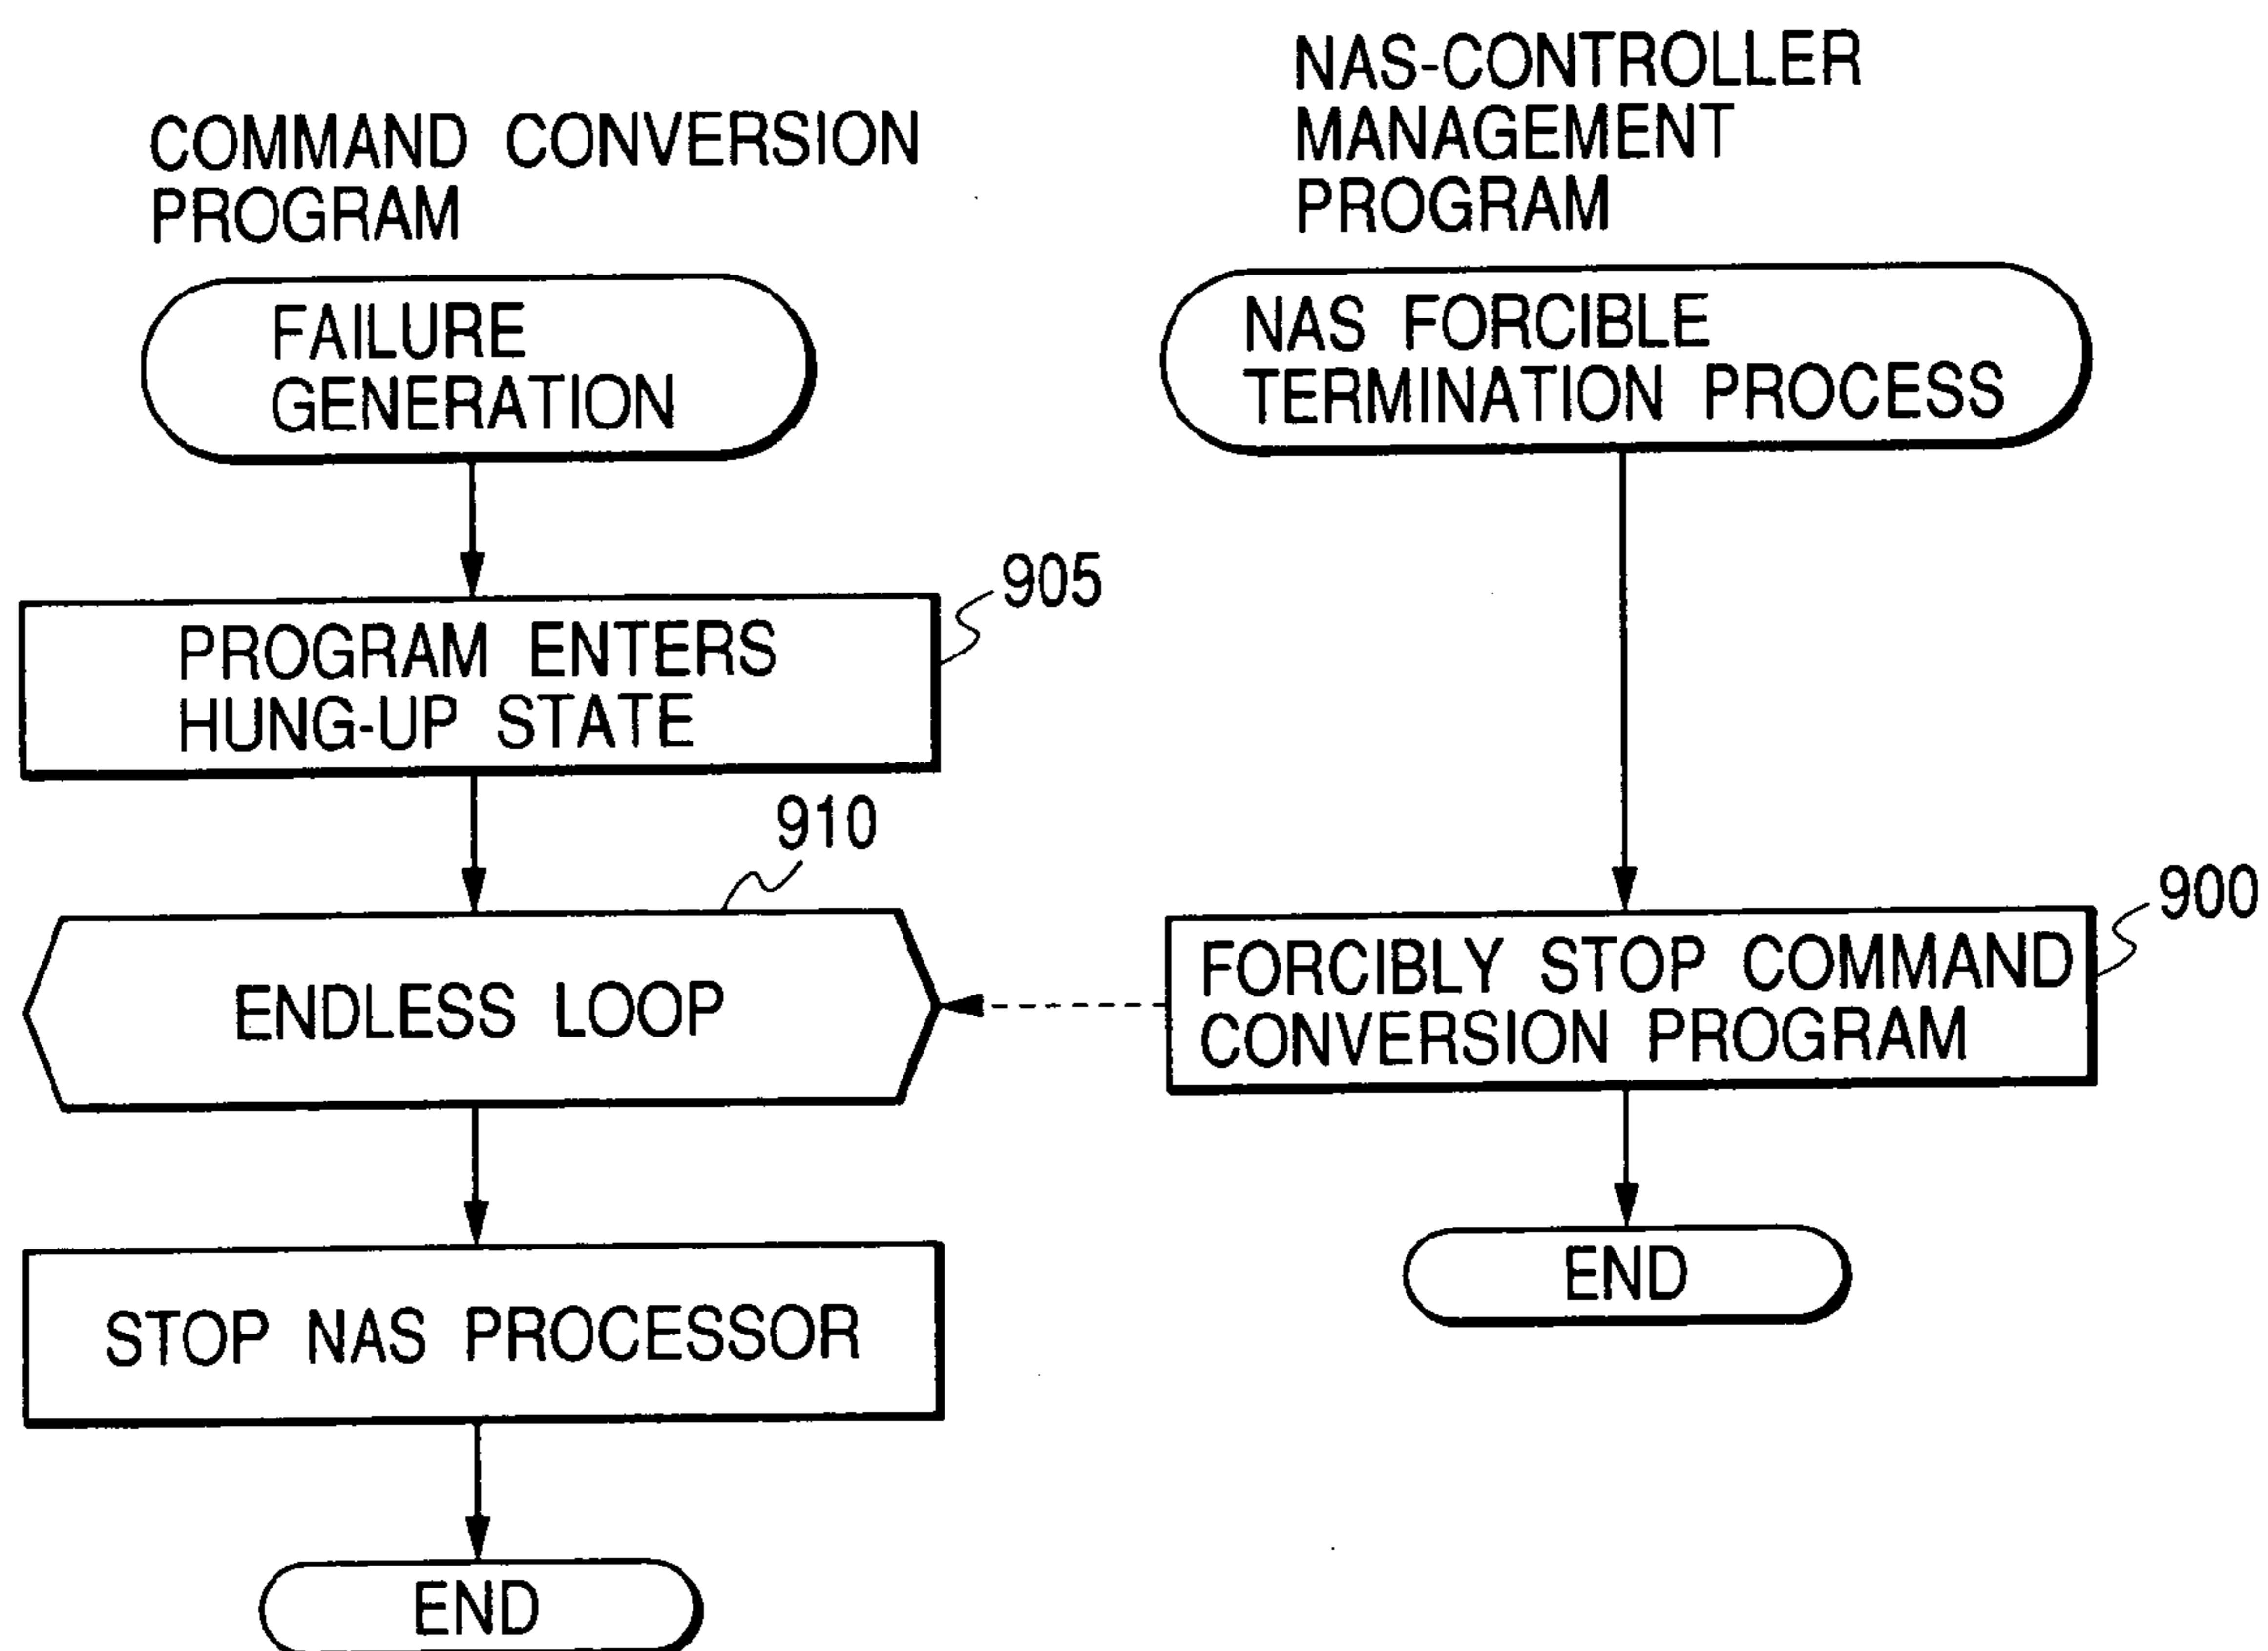 COMMAND CONVERSION
PROGRAM
FAILURE
GENERATION
905
PROGRAM ENTERS
HUNG-UP STATE
910
ENDLESS LOOP
STOP NAS PROCESSOR
END
NAS-CONTROLLER
MANAGEMENT
PROGRAM
NAS FORCIBLE
TERMINATION PROCESS
900
FORCIBLY STOP COMMAND
CONVERSION PROGRAM
END